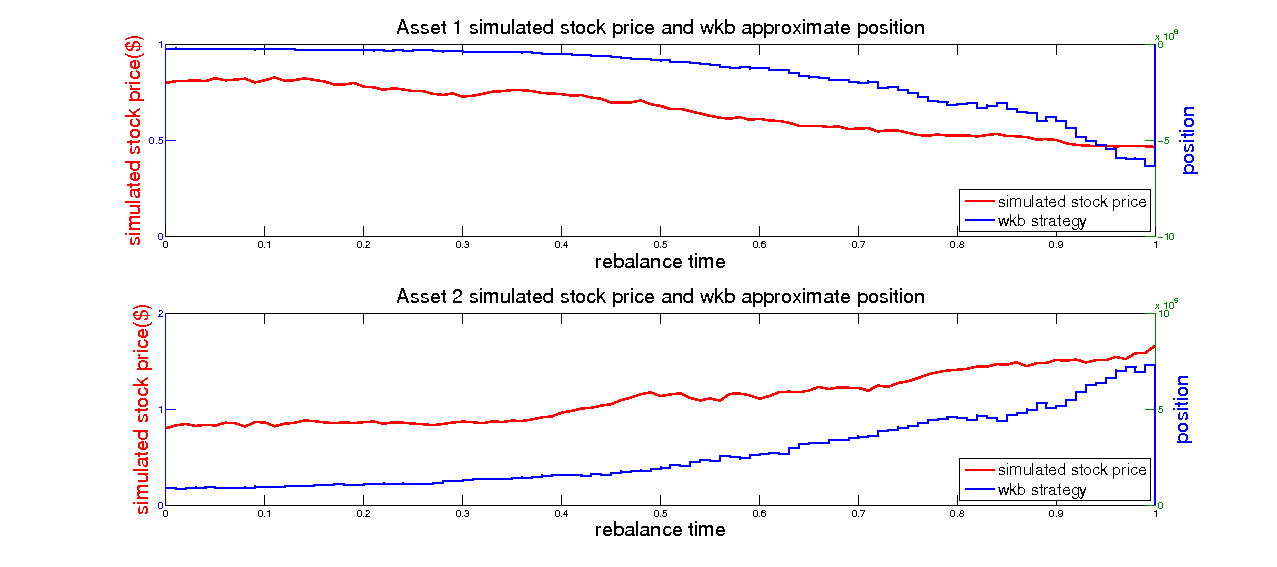 Asset 1 simulated stock price and wkb approximate position
simulated stock price($)
1
0.5
0
0 0.1 0.2 0.3 0.4 0.5 0.6 0.7 0.8 0.9 1
rebalance time
0
−5
−10
position
simulated stock price
wkb strategy
Asset 2 simulated stock price and wkb approximate position
simulated stock price($)
2
1
0
0 0.1 0.2 0.3 0.4 0.5 0.6 0.7 0.8 0.9 1
rebalance time
10
5
0
position
simulated stock price
wkb strategy